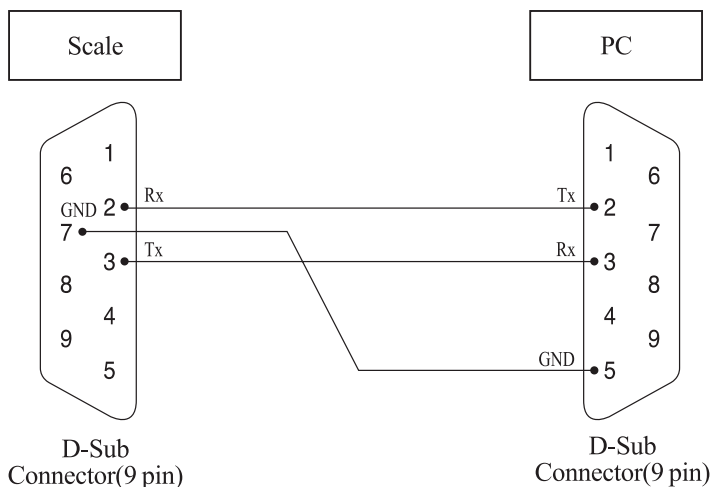 Scale
PC
1
6
2
Rx
GND
7
3
Tx
8
4
9
5
1
6
Tx
2
7
Rx
3
8
4
9
GND
5
D-Sub
Connector(9 pin)
D-Sub
Connector(9 pin)